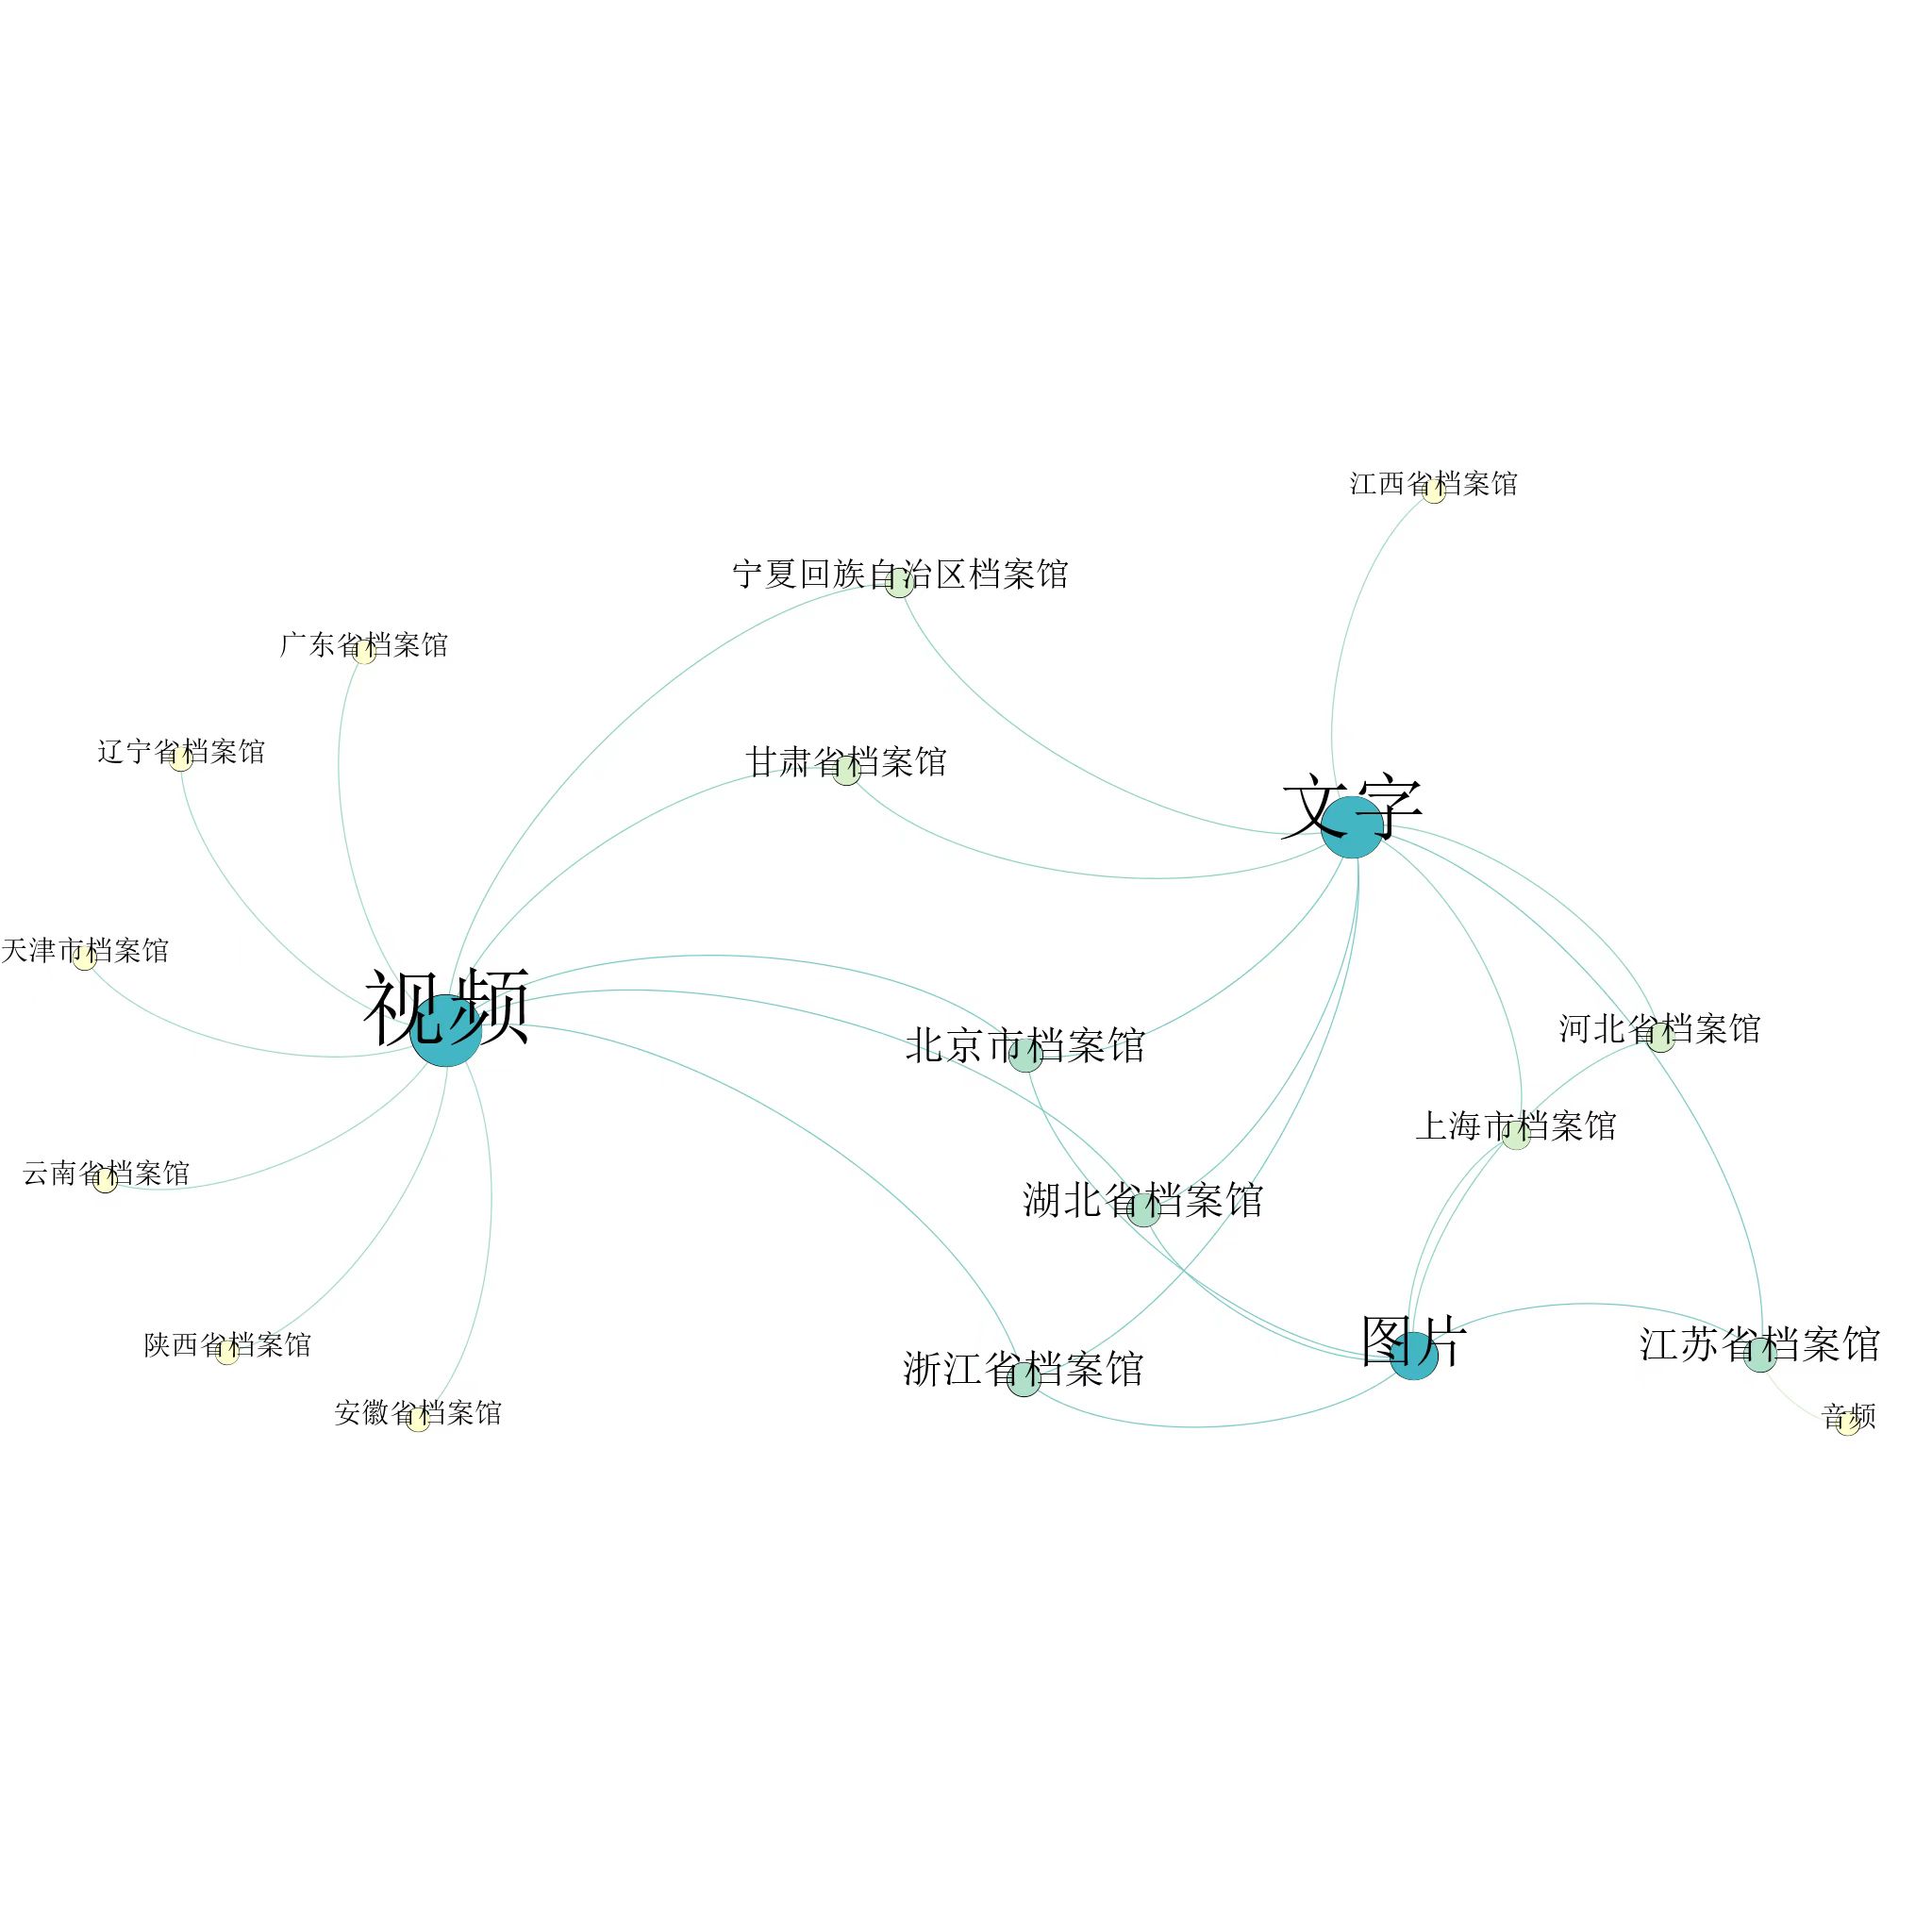 江西省档案馆
宁夏回族自治区档案馆
广东省档案馆
辽宁省档案馆
甘肃省档案馆
文字
天津市档案馆
视频
北京市档案馆
河北省档案馆
上海市档案馆
云南省档案馆
湖北省档案馆
陕西省档案馆
图片
江苏省档案馆
浙江省档案馆
安徽省档案馆
音频